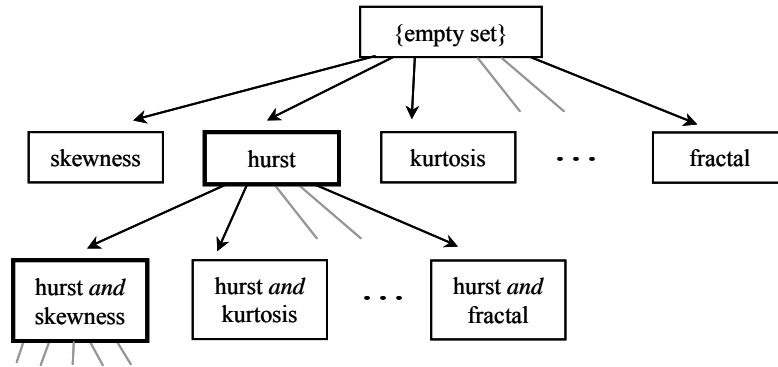 {empty set}
skewness
hurst
kurtosis
...
fractal
hurst and
skewness
hurst and
kurtosis
...
hurst and
fractal